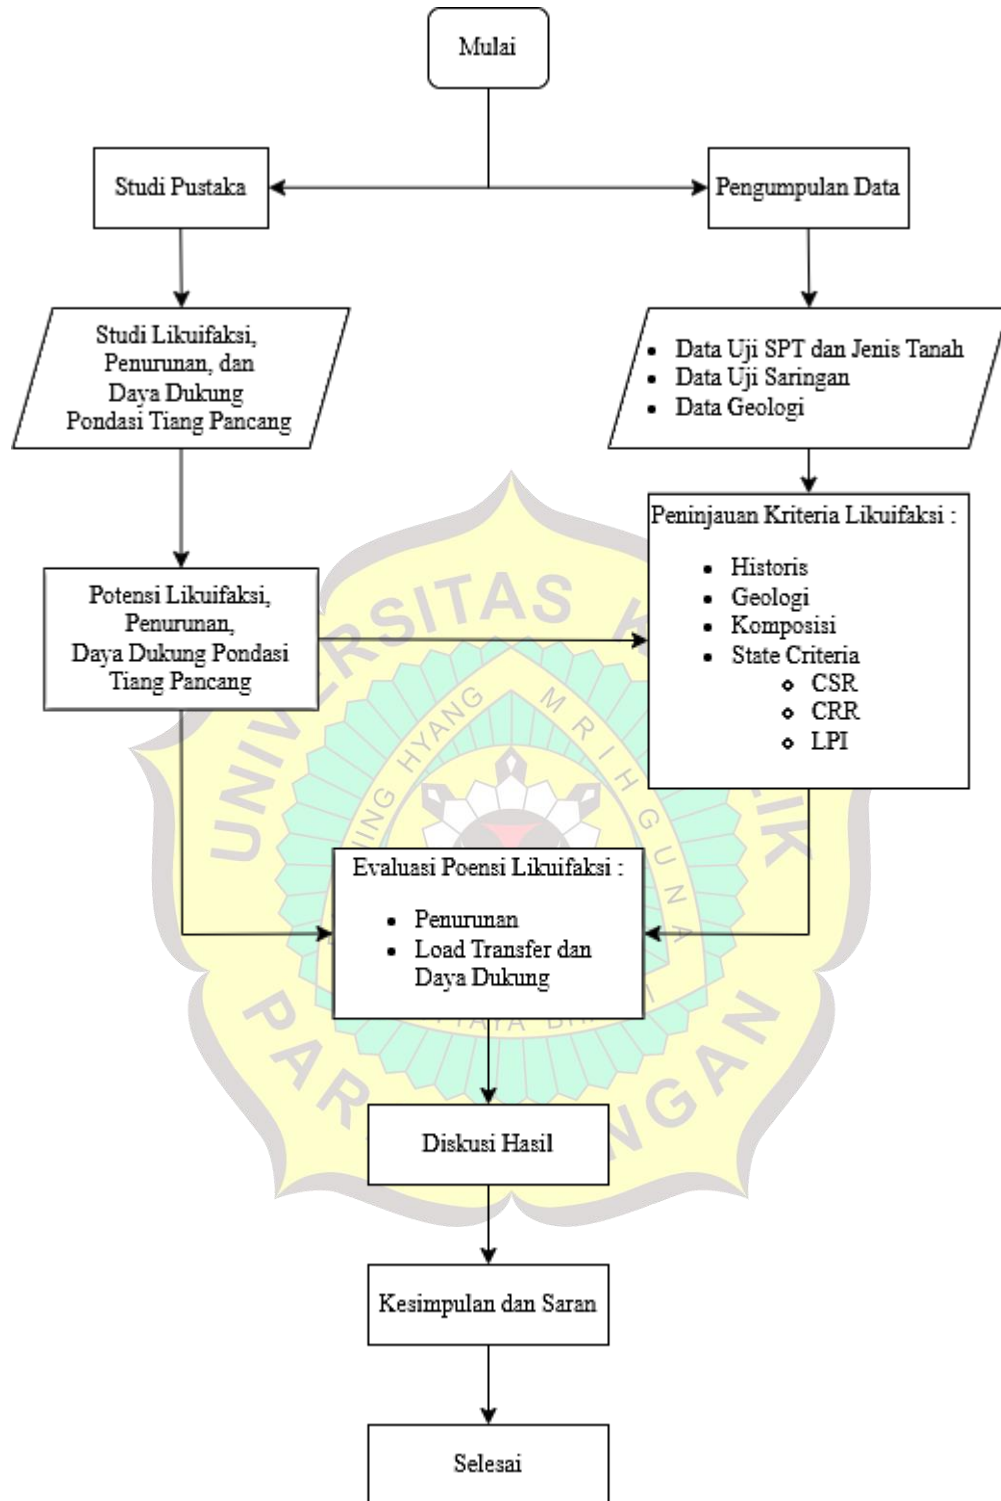 Mulai
Studi Pustaka
Pengumpulan Data
Studi Likuifaksi,
Penurunan, dan
Daya Dukung
Pondasi Tiang Pancang
• Data Uji SPT dan Jenis Tanah
• Data Uji Saringan
• Data Geologi
Potensi Likuifaksi,
Penurunan,
Daya Dukung Pondasi
Tiang Pancang
Peninjauan Kriteria Likuifaksi :
• Historis
• Geologi
• Komposisi
• State Criteria
CSR
CRR
LPI
Evaluasi Poensi Likuifaksi :
• Penurunan
• Load Transfer dan
Daya Dukung
Diskusi Hasil
Kesimpulan dan Saran
Selesai
HYANG
MRIHGUNA